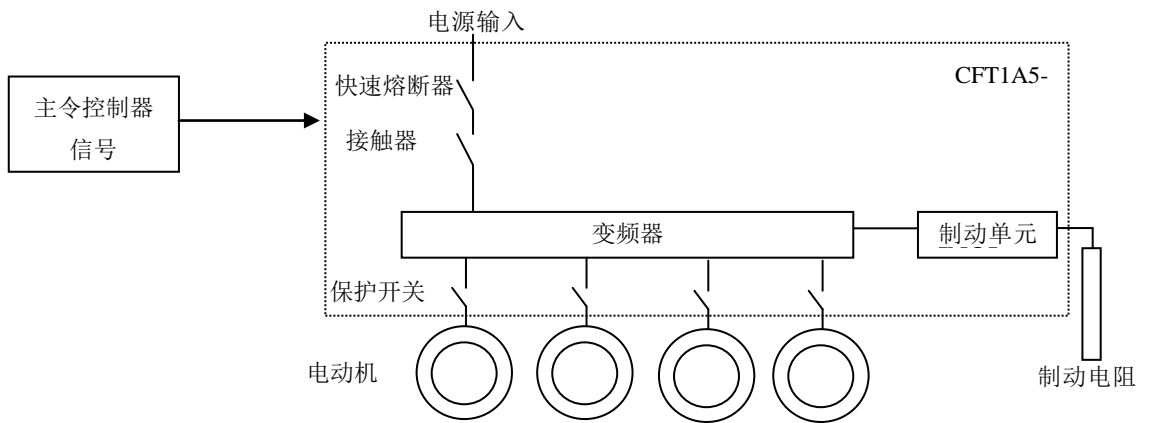 电源输入
CFT1A5-
快速熔断器
主令控制器
信号
接触器
变频器
制动单元
保护开关
电动机
制动电阻